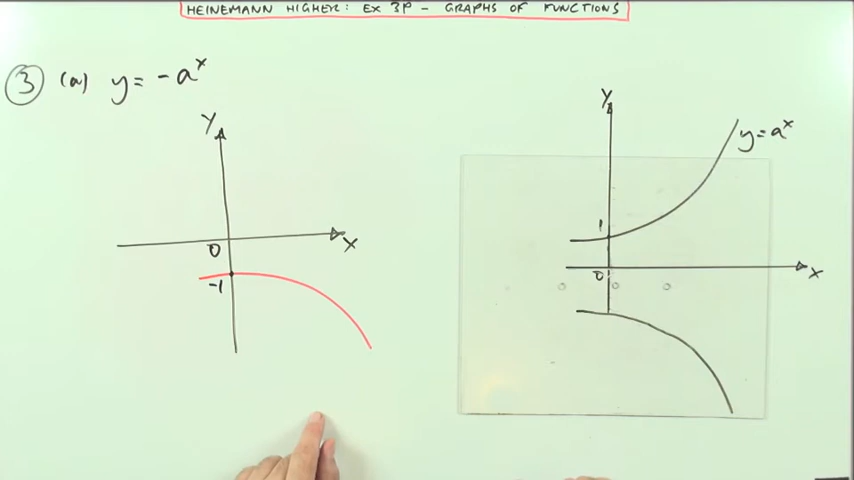 HEINEMANN HIGHER: EX 3P - GRAPHS OF FUNCTIONS
3 (a) y = -a^x
y
0
x
-1
y
y=a^x
1
0
x